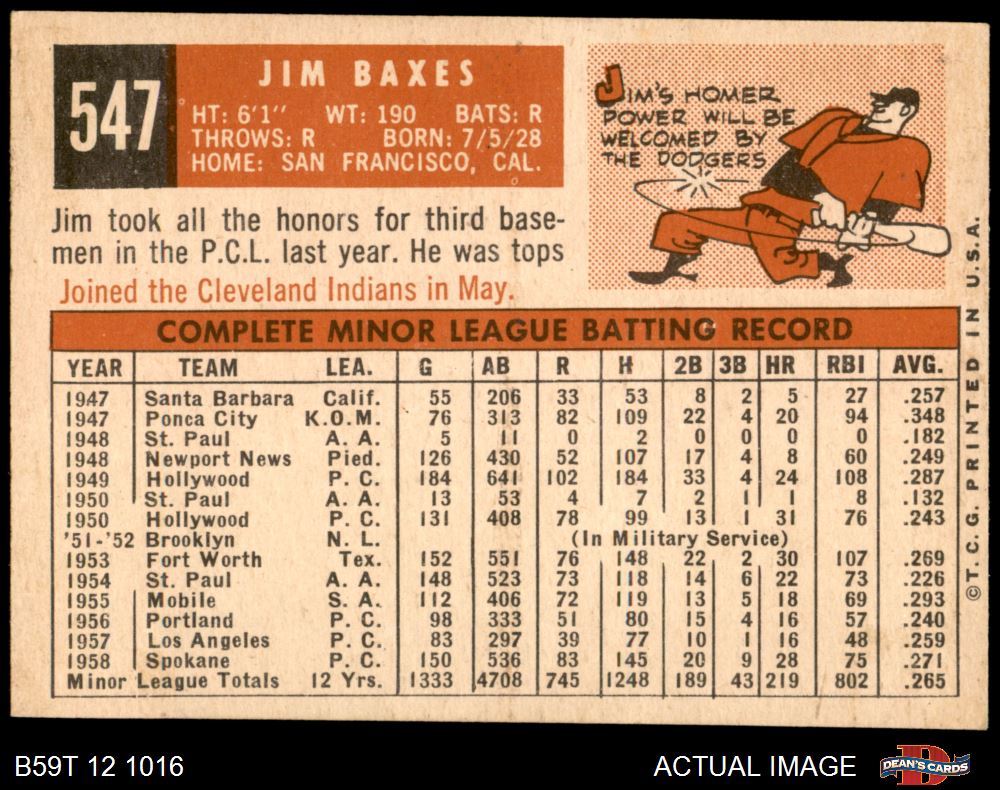 547
JIM BAXES
HT: 6'1" WT: 190 BATS: R
THROWS: R BORN: 7/5/28
HOME: SAN FRANCISCO, CAL.
JIM'S HOMER
POWER WILL BE
WELCOMED BY
THE DODGERS
Jim took all the honors for third base-
men in the P.C.L. last year. He was tops
Joined the Cleveland Indians in May.
COMPLETE MINOR LEAGUE BATTING RECORD
YEAR TEAM LEA. G AB R H 2B 3B HR RBI AVG.
1947 Santa Barbara Calif. 55 206 33 53 8 2 5 27 .257
1947 Ponca City K.O.M. 76 313 82 109 22 4 20 94 .348
1948 St. Paul A. A. 5 11 0 2 0 0 0 0 .182
1948 Newport News Pied. 126 430 52 107 17 4 8 60 .249
1949 Hollywood P. C. 184 641 102 184 33 4 24 108 .287
1950 St. Paul A. A. 13 53 4 7 2 1 1 8 .132
1950 Hollywood P. C. 131 408 78 99 13 1 31 76 .243
'51-'52 Brooklyn N. L. (In Military Service)
1953 Fort Worth Tex. 152 551 76 148 22 2 30 107 .269
1954 St. Paul A. A. 148 523 73 118 14 6 22 73 .226
1955 Mobile S. A. 112 406 72 119 13 5 18 69 .293
1956 Portland P. C. 98 333 51 80 15 4 16 57 .240
1957 Los Angeles P. C. 83 297 39 77 10 1 16 48 .259
1958 Spokane P. C. 150 536 83 145 20 9 28 75 .271
Minor League Totals 12 Yrs. 1333 4708 745 1248 189 43 219 802 .265
©T. C. G. PRINTED IN U.S.A.
B59T 12 1016
ACTUAL IMAGE
DEAN'S CARDS